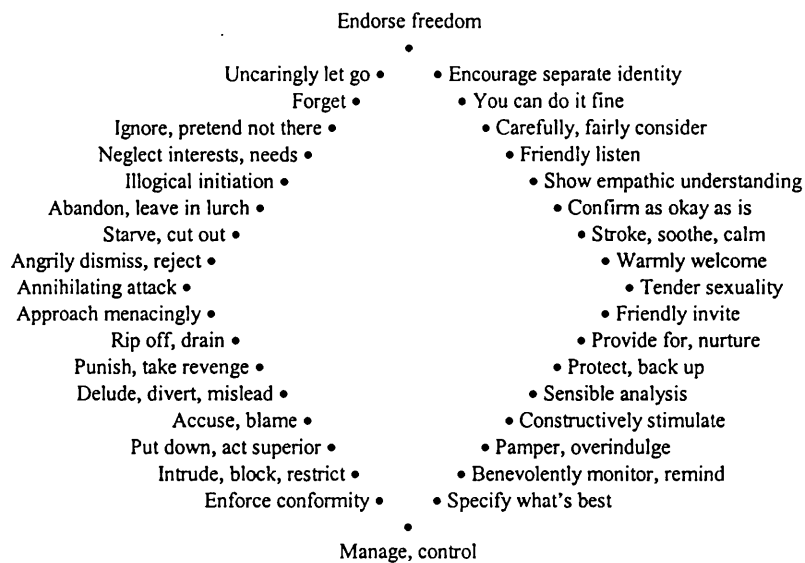 Endorse freedom
Uncaringly let go • • Encourage separate identity
Forget • • You can do it fine
Ignore, pretend not there • • Carefully, fairly consider
Neglect interests, needs • • Friendly listen
Illogical initiation • • Show empathic understanding
Abandon, leave in lurch • • Confirm as okay as is
Starve, cut out • • Stroke, soothe, calm
Angrily dismiss, reject • • Warmly welcome
Annihilating attack • • Tender sexuality
Approach menacingly • • Friendly invite
Rip off, drain • • Provide for, nurture
Punish, take revenge • • Protect, back up
Delude, divert, mislead • • Sensible analysis
Accuse, blame • • Constructively stimulate
Put down, act superior • • Pamper, overindulge
Intrude, block, restrict • • Benevolently monitor, remind
Enforce conformity • • Specify what's best
Manage, control